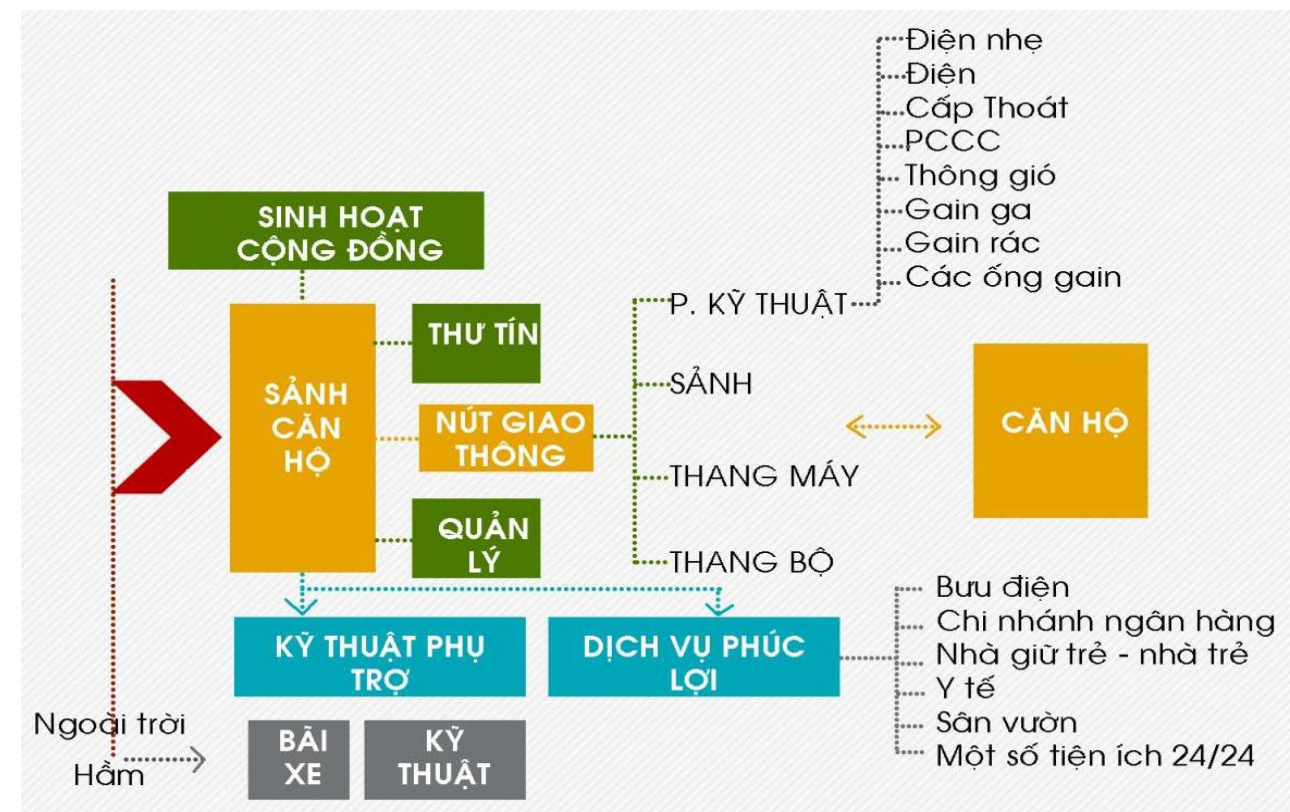 Điện nhẹ
Điện
Cấp Thoát
PCCC
Thông gió
Gain ga
Gain rác
Các ống gain
SINH HOẠT
CỘNG ĐỒNG
P. KỸ THUẬT
THƯ TÍN
SẢNH
CĂN
HỘ
SẢNH
NÚT GIAO
THÔNG
CĂN HỘ
THANG MÁY
QUẢN
LÝ
THANG BỘ
KỸ THUẬT PHỤ
TRỢ
DỊCH VỤ PHÚC
LỢI
Bưu điện
Chi nhánh ngân hàng
Nhà giữ trẻ - nhà trẻ
Y tế
Sân vườn
Một số tiện ích 24/24
Ngoài trời
Hầm
BÃI
XE
KỸ
THUẬT